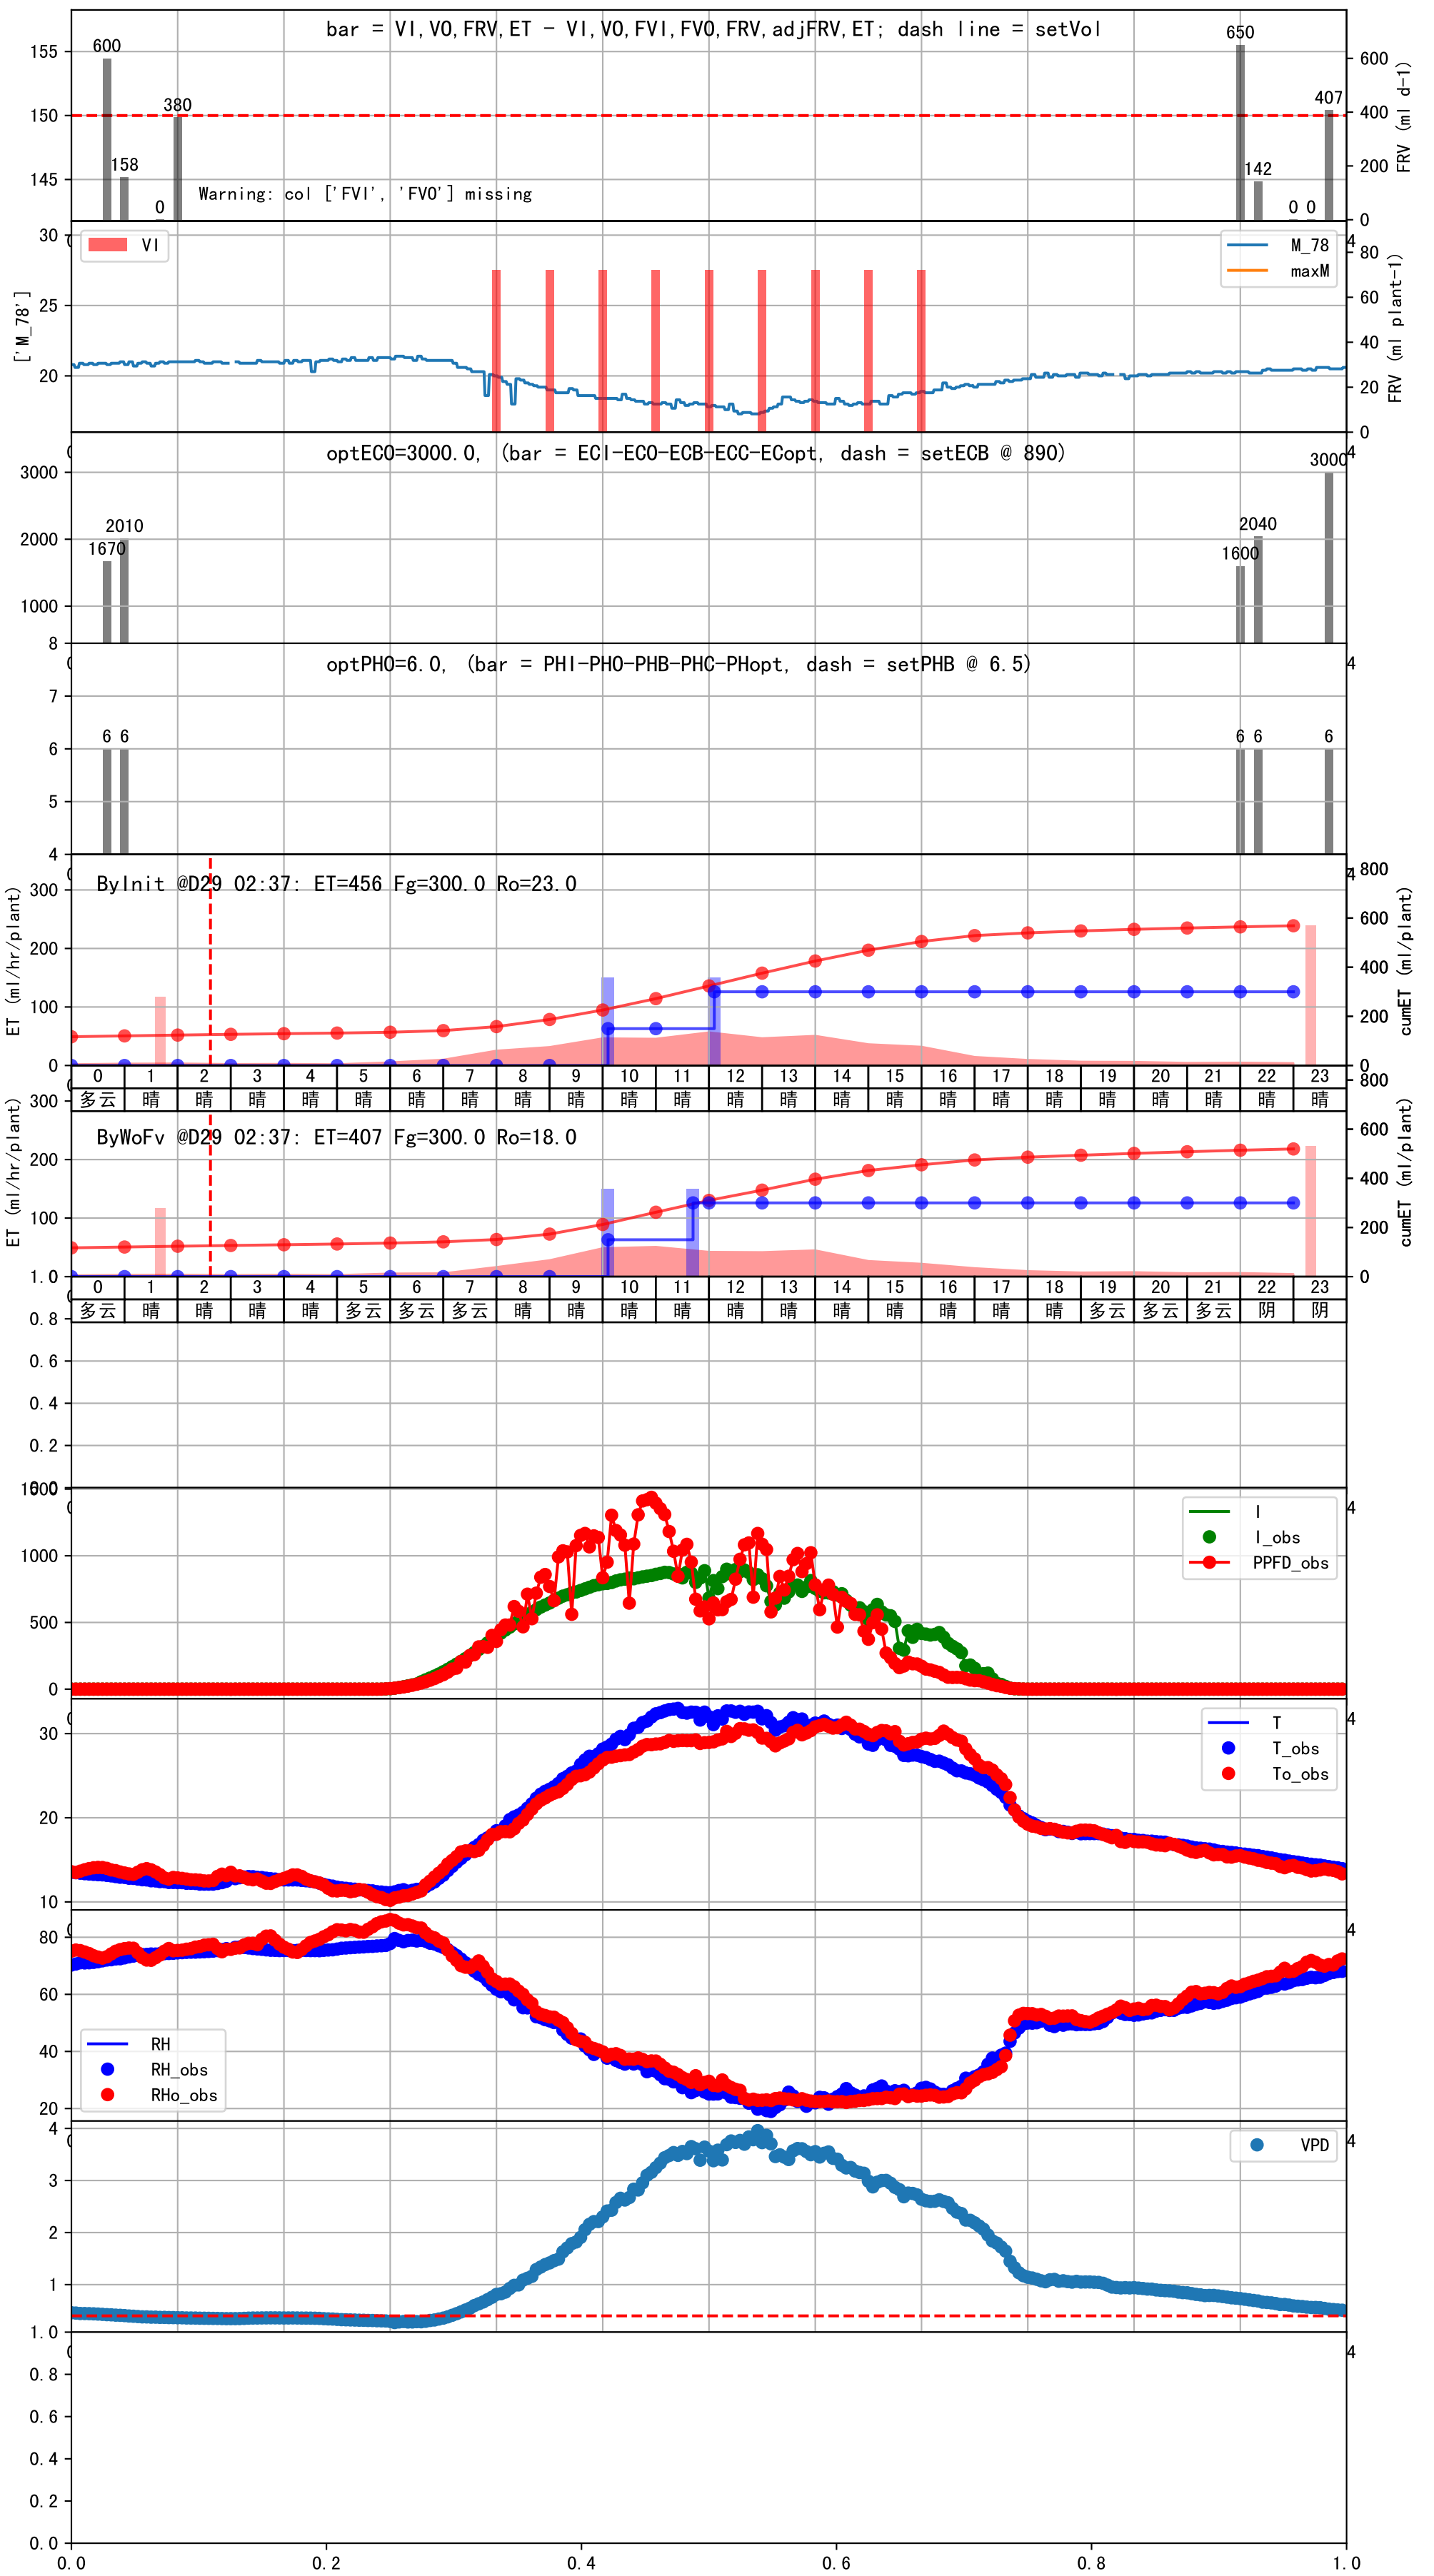 bar = VI,VO,FRV,ET - VI,VO,FVI,FVO,FRV,adjFRV,ET; dash line = setVol
600
158
0
380
650
142
0 0
407
155
150
145
600
400
200
0
FRV (ml d-1)
Warning: col ['FVI', 'FVO'] missing
VI
M_78
maxM
30
25
20
['M_78']
80
60
40
20
0
FRV (ml plant-1)
optECO=3000.0, (bar = ECI-ECO-ECB-ECC-ECopt, dash = setECB @ 890)
3000
2000
1000
1670
2010
1600
2040
3000
optPHO=6.0, (bar = PHI-PHO-PHB-PHC-PHopt, dash = setPHB @ 6.5)
8
7
6
5
4
6 6
6 6
6
ByInit @D29 02:37: ET=456 Fg=300.0 Ro=23.0
300
200
100
0
ET (ml/hr/plant)
800
600
400
200
0
cumET (ml/plant)
0 1 2 3 4 5 6 7 8 9 10 11 12 13 14 15 16 17 18 19 20 21 22 23
多云 晴 晴 晴 晴 晴 晴 晴 晴 晴 晴 晴 晴 晴 晴 晴 晴 晴 晴 晴 晴 晴 晴 晴
ByWoFv @D29 02:37: ET=407 Fg=300.0 Ro=18.0
300
200
100
ET (ml/hr/plant)
800
600
400
200
0
cumET (ml/plant)
0 1 2 3 4 5 6 7 8 9 10 11 12 13 14 15 16 17 18 19 20 21 22 23
多云 晴 晴 晴 晴 多云 多云 多云 晴 晴 晴 晴 晴 晴 晴 晴 晴 晴 晴 多云 多云 多云 阴 阴
1.0
0.8
0.6
0.4
0.2
1000
500
0
I
I_obs
PPFD_obs
30
20
10
T
T_obs
To_obs
80
60
40
20
RH
RH_obs
RHo_obs
4
3
2
1
VPD
1.0
0.8
0.6
0.4
0.2
0.0
0.0 0.2 0.4 0.6 0.8 1.0